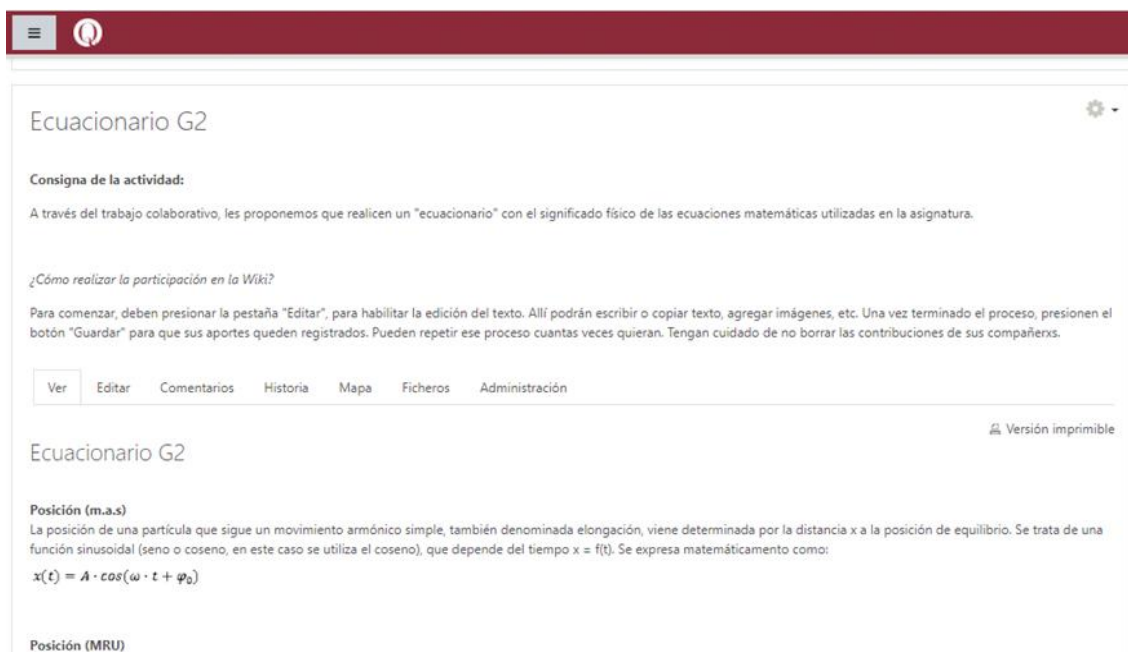 Ecuacionario G2
Consigna de la actividad:
A través del trabajo colaborativo, les proponemos que realicen un "ecuacionario" con el significado físico de las ecuaciones matemáticas utilizadas en la asignatura.
¿Cómo realizar la participación en la Wiki?
Para comenzar, deben presionar la pestaña "Editar", para habilitar la edición del texto. Allí podrán escribir o copiar texto, agregar imágenes, etc. Una vez terminado el proceso, presionen el
botón "Guardar" para que sus aportes queden registrados. Pueden repetir ese proceso cuantas veces quieran. Tengan cuidado de no borrar las contribuciones de sus compañerxs.
Ver Editar Comentarios Historia Mapa Ficheros Administración
Versión imprimible
Ecuacionario G2
Posición (m.a.s)
La posición de una partícula que sigue un movimiento armónico simple, también denominada elongación, viene determinada por la distancia x a la posición de equilibrio. Se trata de una
función sinusoidal (seno o coseno, en este caso se utiliza el coseno), que depende del tiempo x = f(t). Se expresa matemáticamento como:
x(t) = A · cos(ω · t + φ₀)
Posición (MRU)